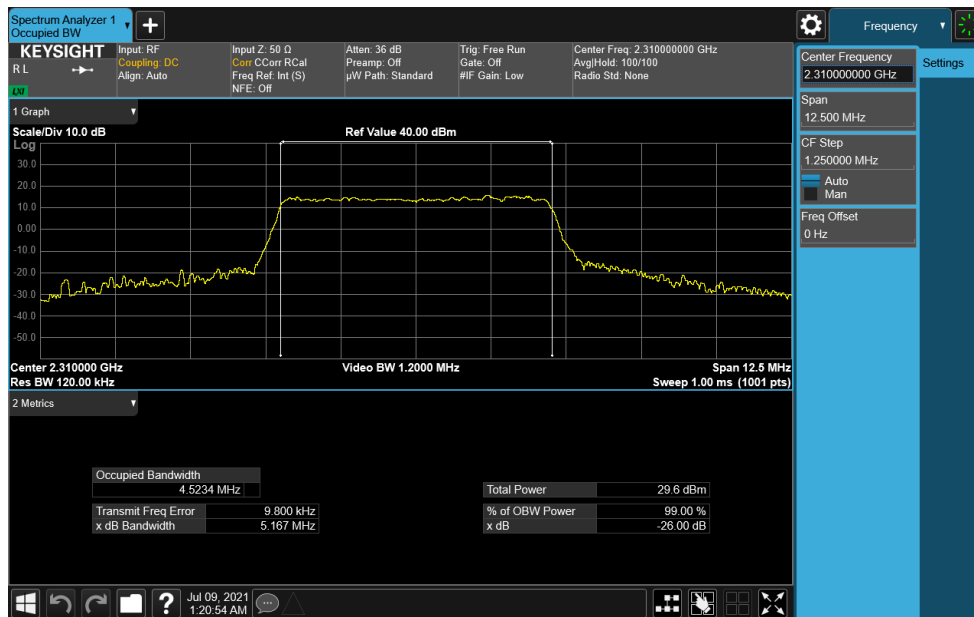 Spectrum Analyzer 1
Occupied BW
Frequency
KEYSIGHT
R L
LXI
Input: RF
Coupling: DC
Align: Auto
Input Z: 50 Ω
Corr CCorr RCal
Freq Ref: Int (S)
NFE: Off
Atten: 36 dB
Preamp: Off
µW Path: Standard
Trig: Free Run
Gate: Off
#IF Gain: Low
Center Freq: 2.310000000 GHz
Avg|Hold: 100/100
Radio Std: None
Center Frequency
2.310000000 GHz
Settings
Span
12.500 MHz
CF Step
1.250000 MHz
Auto
Man
Freq Offset
0 Hz
1 Graph
Scale/Div 10.0 dB
Ref Value 40.00 dBm
Log
30.0
20.0
10.0
0.00
-10.0
-20.0
-30.0
-40.0
-50.0
Center 2.310000 GHz
Video BW 1.2000 MHz
Span 12.5 MHz
Res BW 120.00 kHz
Sweep 1.00 ms (1001 pts)
2 Metrics
Occupied Bandwidth
4.5234 MHz
Total Power 29.6 dBm
Transmit Freq Error 9.800 kHz
% of OBW Power 99.00 %
x dB Bandwidth 5.167 MHz
x dB -26.00 dB
?
Jul 09, 2021
1:20:54 AM